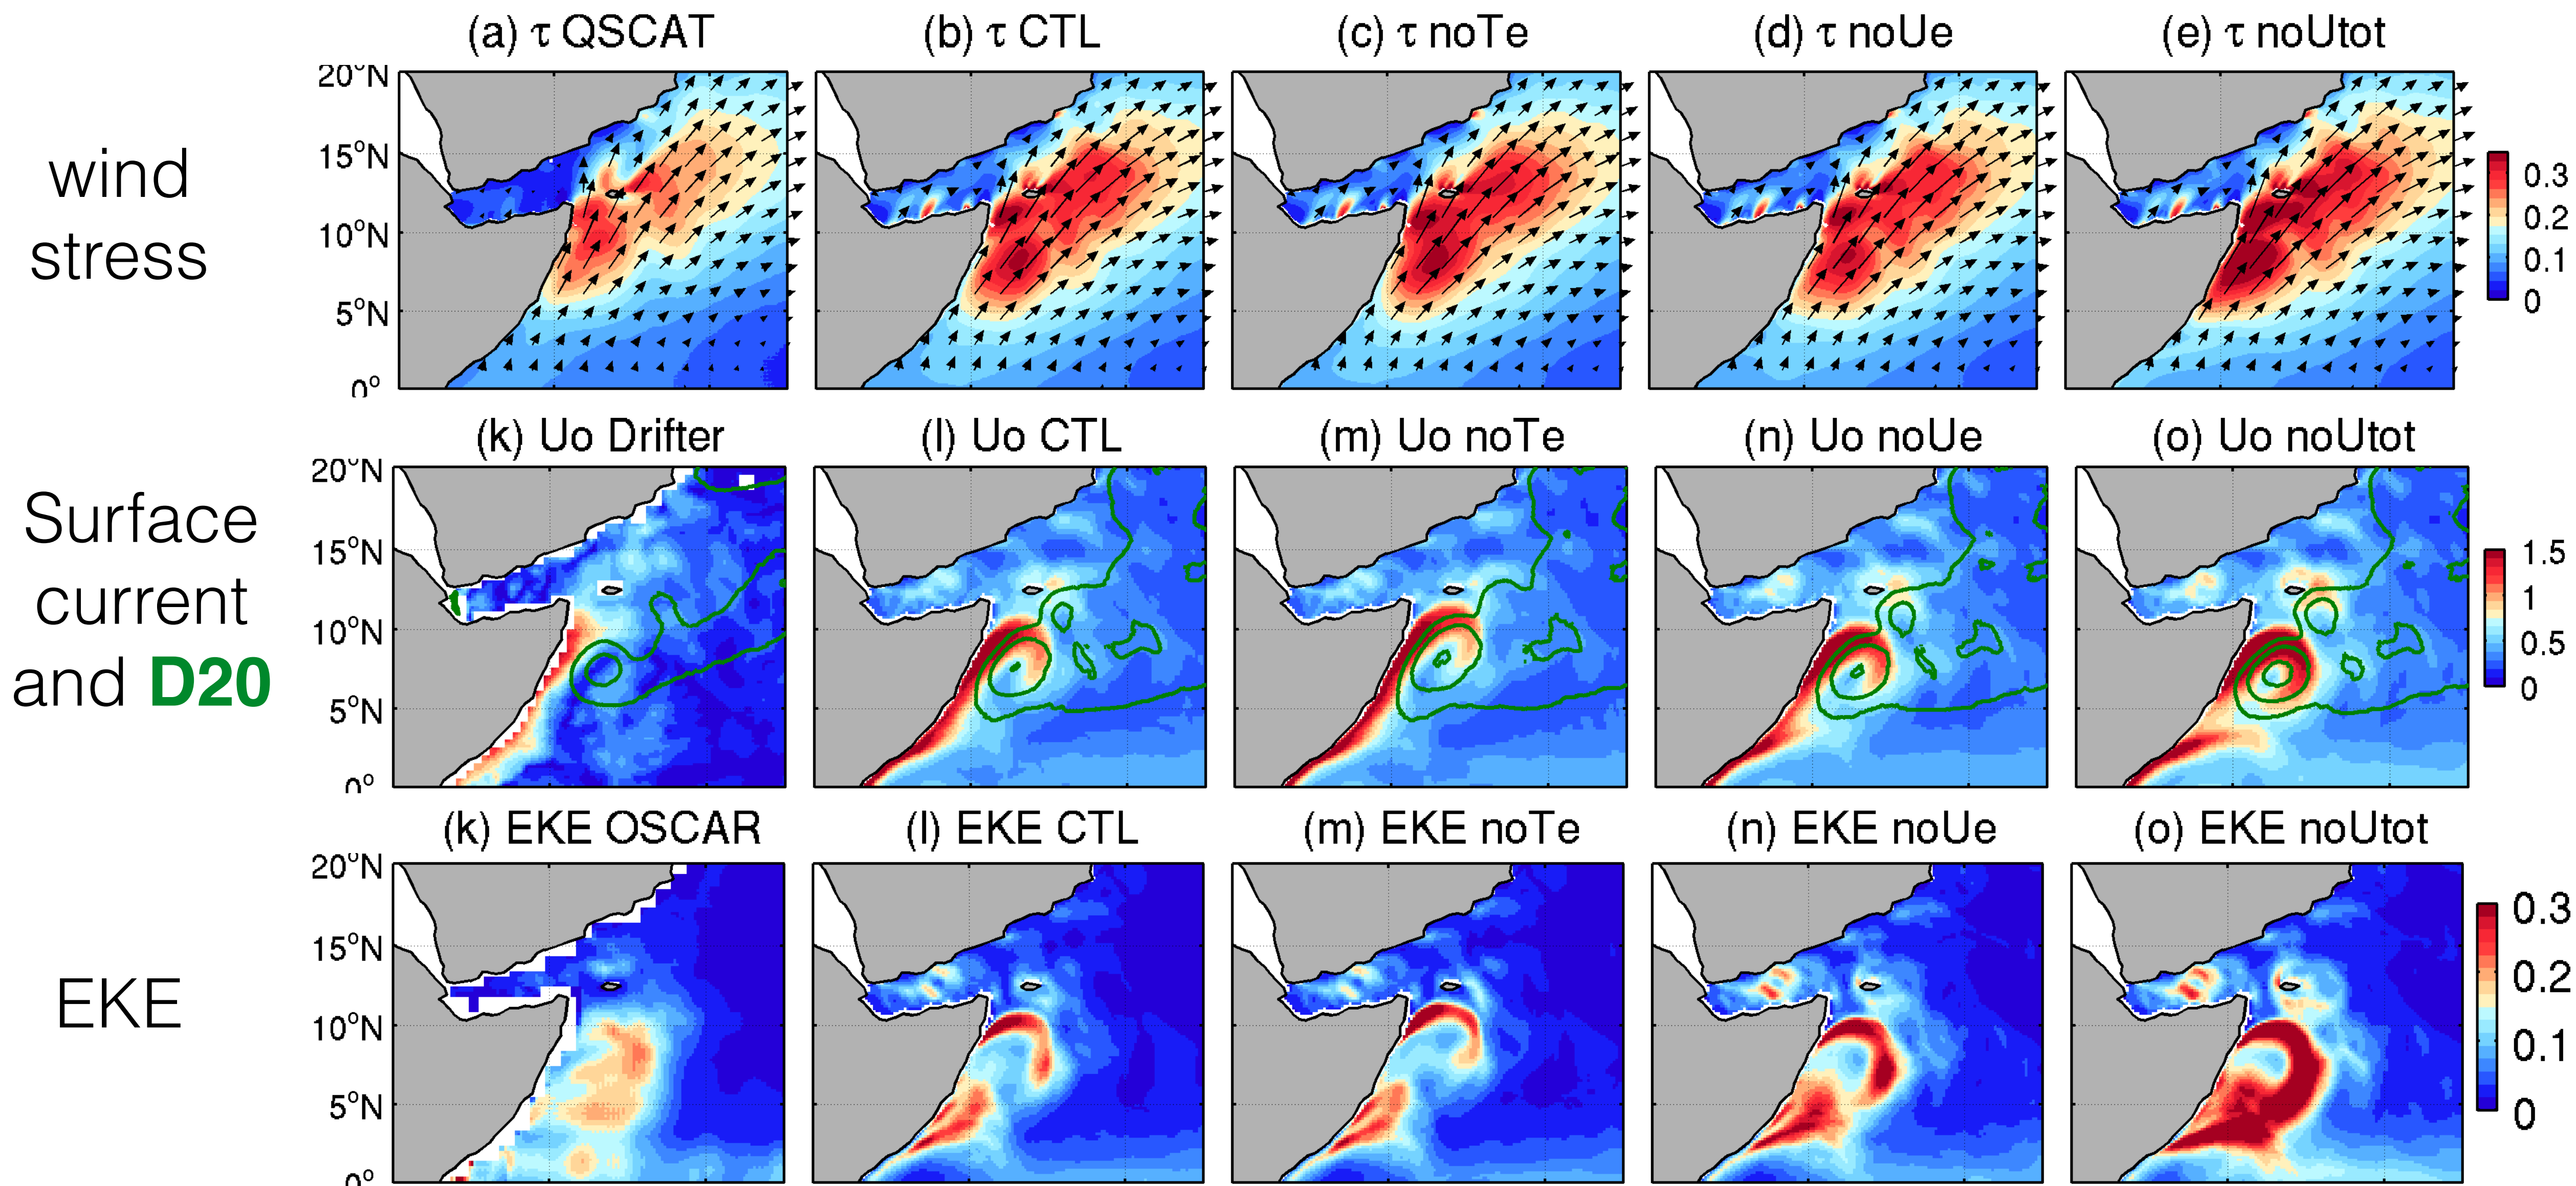 (a) τ QSCAT
(b) τ CTL
(c) τ noTe
(d) τ noUe
(e) τ noUtot
wind
stress
20°N
15°N
10°N
5°N
0°
0.3
0.2
0.1
0
(k) Uo Drifter
(l) Uo CTL
(m) Uo noTe
(n) Uo noUe
(o) Uo noUtot
Surface
current
and D20
20°N
15°N
10°N
5°N
0°
1.5
1
0.5
0
(k) EKE OSCAR
(l) EKE CTL
(m) EKE noTe
(n) EKE noUe
(o) EKE noUtot
EKE
20°N
15°N
10°N
5°N
0°
0.3
0.2
0.1
0